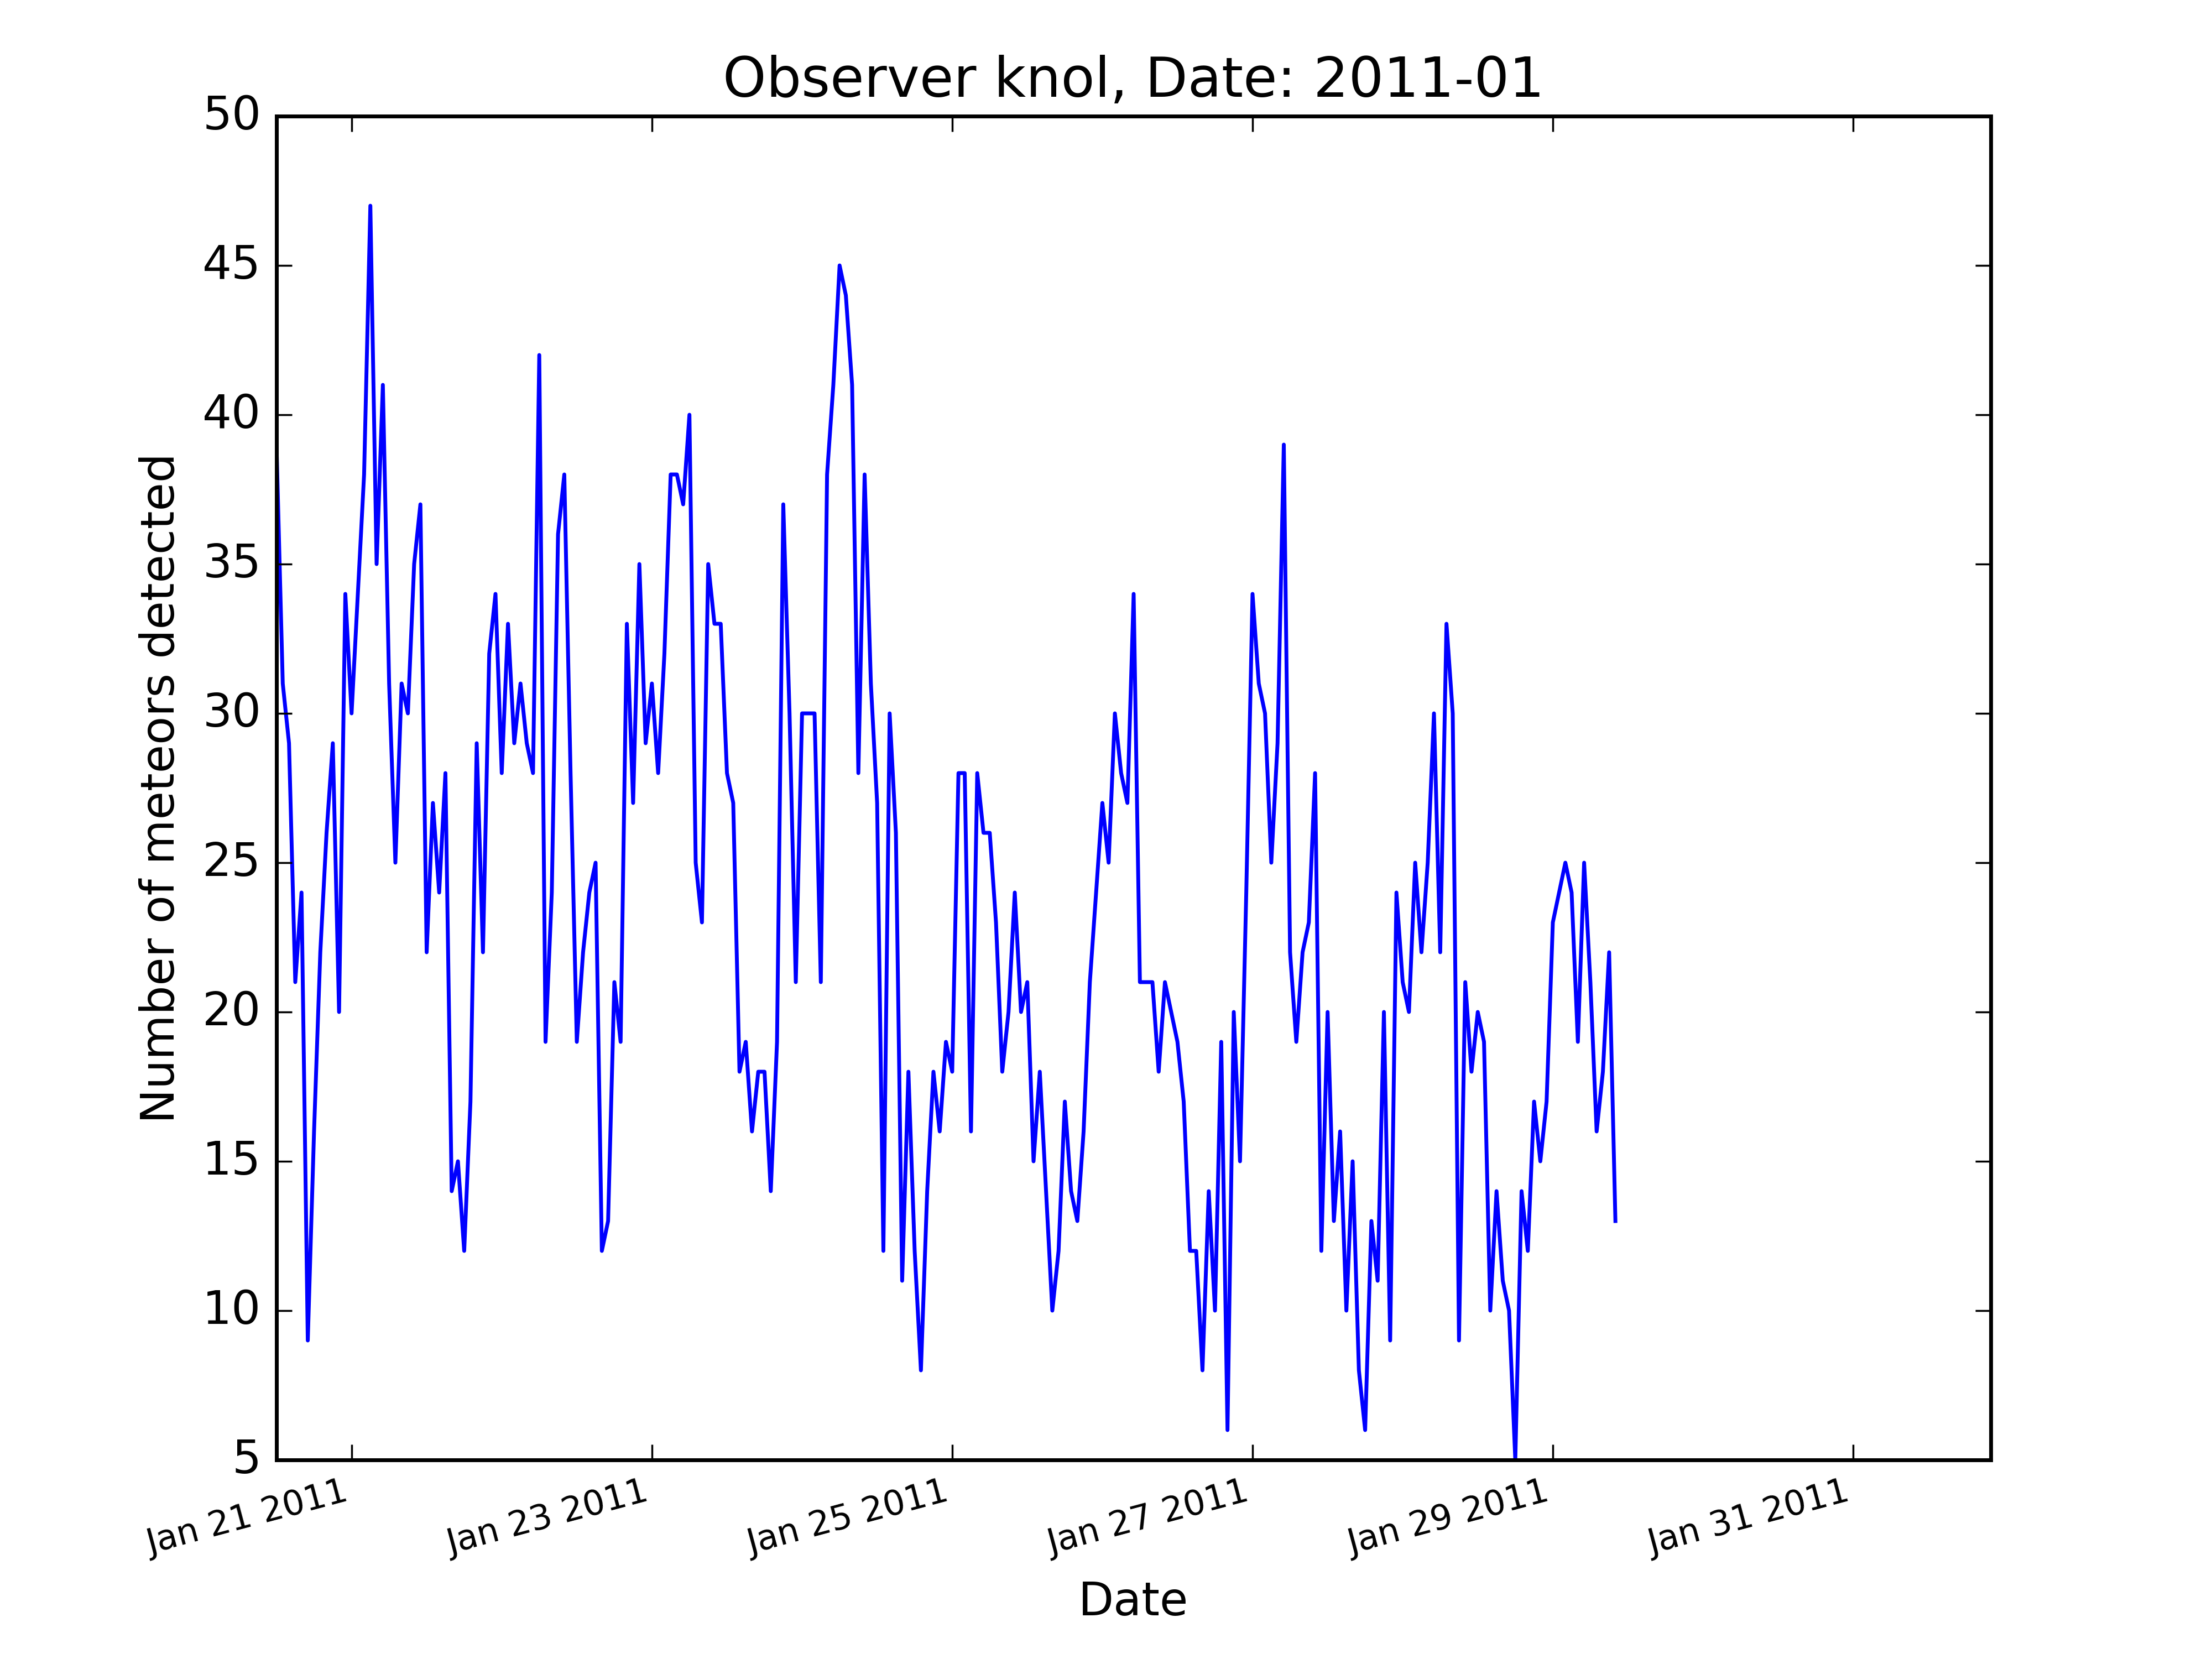 Observer knol, Date: 2011-01
50
45
40
35
30
25
20
15
10
5
Number of meteors detected
Jan 21 2011
Jan 23 2011
Jan 25 2011
Jan 27 2011
Jan 29 2011
Jan 31 2011
Date